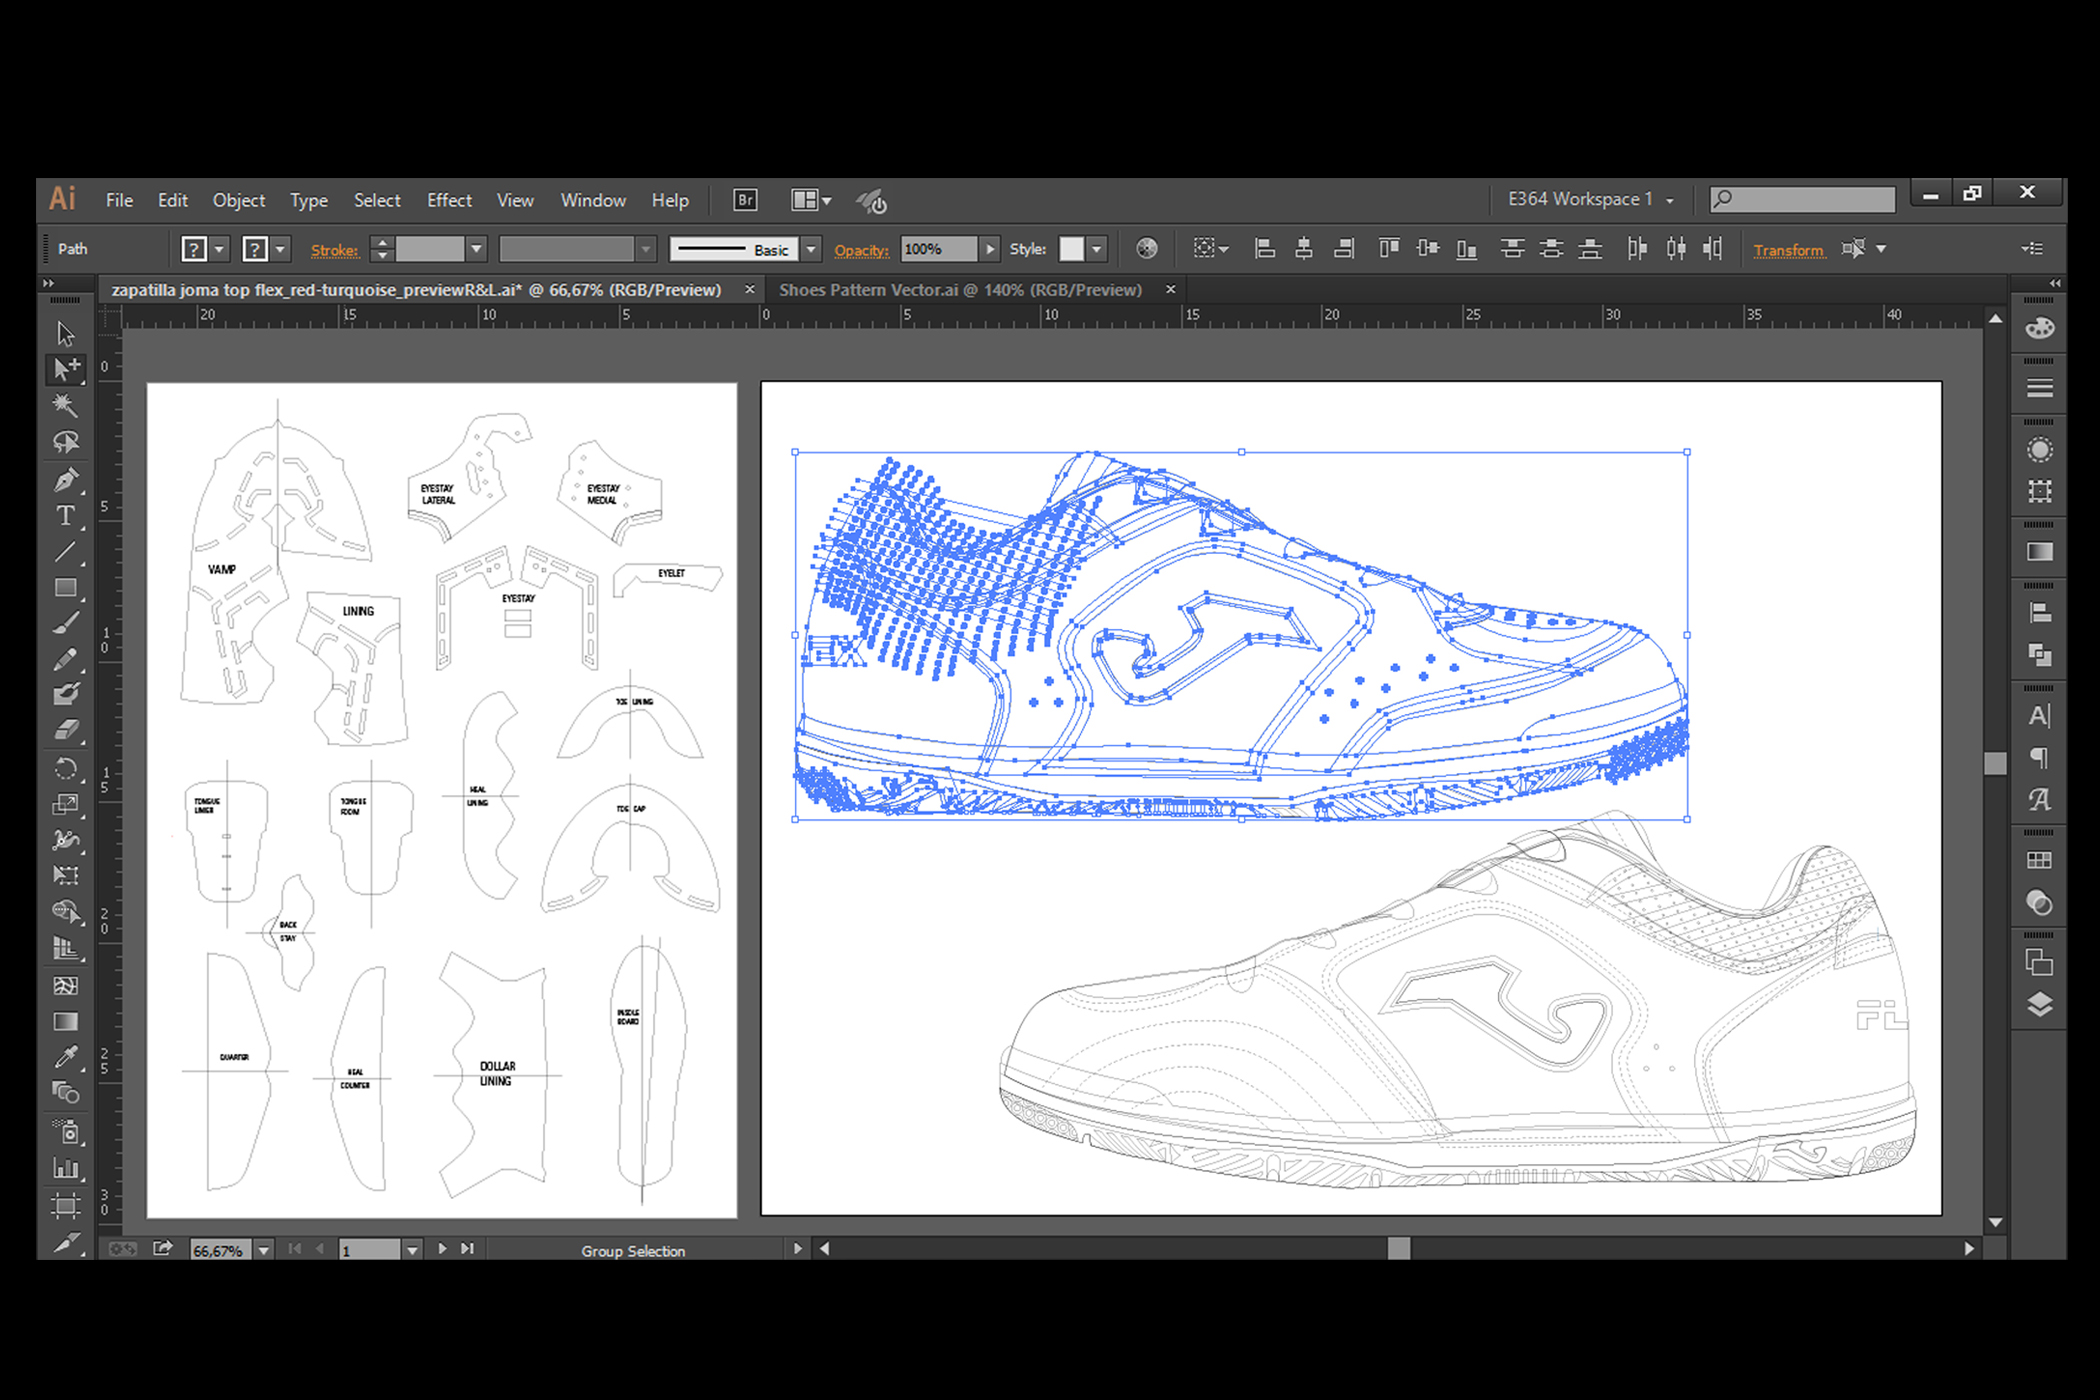 Ai File Edit Object Type Select Effect View Window Help Br E364 Workspace 1
Path ? ? Stroke: Basic Opacity: 100% Style: Transform
zapatilla joma top flex_red-turquoise_previewR&L.ai* @ 66,67% (RGB/Preview) × Shoes Pattern Vector.ai @ 140% (RGB/Preview) ×
20 15 10 5 0 5 10 15 20 25 30 35 40
0
5
10
15
20
25
30
EYESTAY
LATERAL
EYESTAY
MEDIAL
VAMP
EYELET
EYESTAY
LINING
TOE LINING
HEAL
LINING
TONGUE
LINER
TONGUE
FOOM
TOE CAP
BACK
STAY
INSOLE
BOARD
QUARTER
HEAL
COUNTER
DOLLAR
LINING
FL
66,67% 1 Group Selection